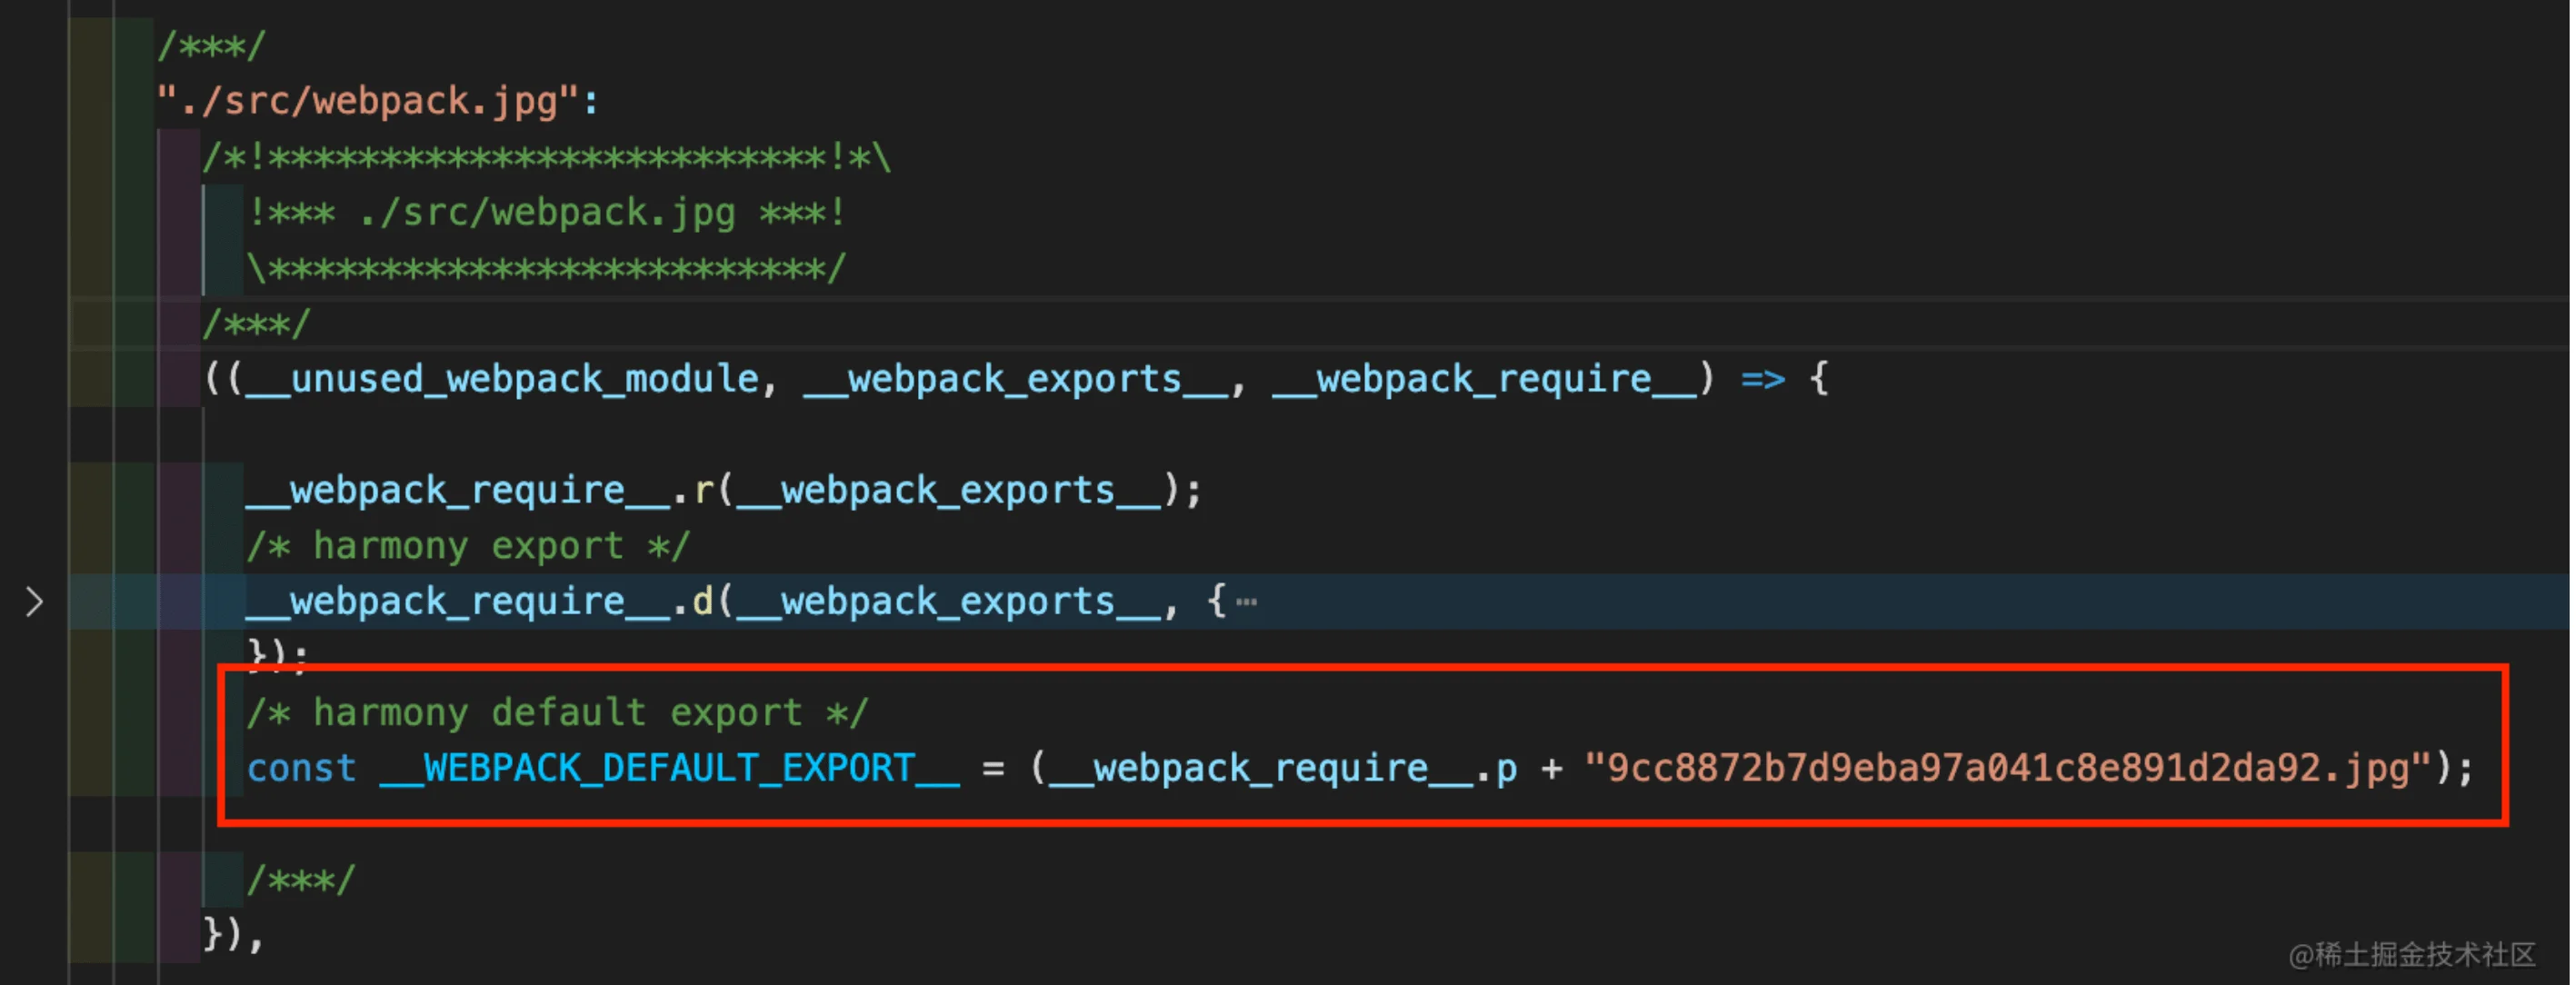 /***/
"./src/webpack.jpg":
/*!*************************!*\
!*** ./src/webpack.jpg ***!
\*************************/
/***/
((__unused_webpack_module, __webpack_exports__, __webpack_require__) => {
__webpack_require__.r(__webpack_exports__);
/* harmony export */
__webpack_require__.d(__webpack_exports__, {⋯
});
/* harmony default export */
const __WEBPACK_DEFAULT_EXPORT__ = (__webpack_require__.p + "9cc8872b7d9eba97a041c8e891d2da92.jpg");
/***/
}),
@稀土掘金技术社区